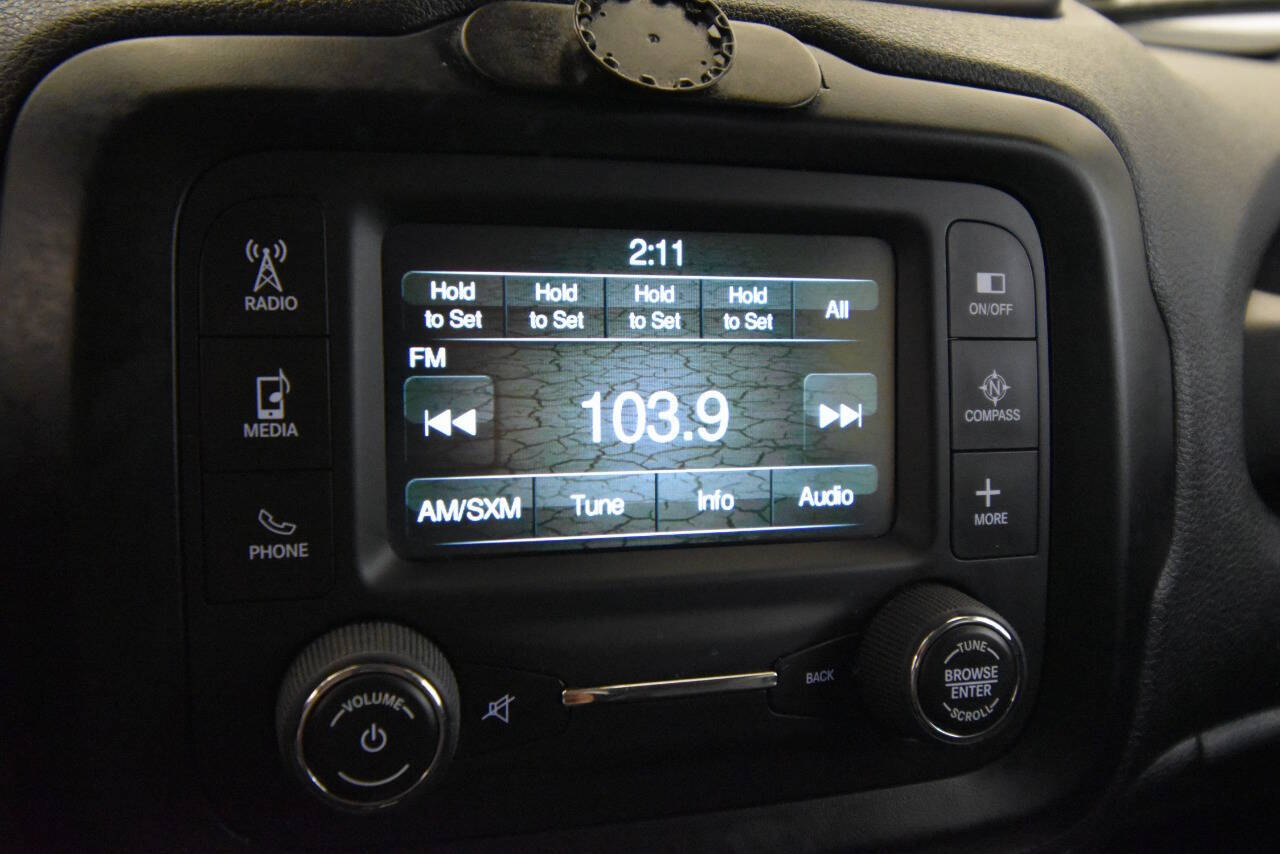 2:11
Hold to Set
Hold to Set
Hold to Set
Hold to Set
All
FM
103.9
AM/SXM
Tune
Info
Audio
RADIO
MEDIA
PHONE
ON/OFF
COMPASS
MORE
VOLUME
BACK
TUNE
BROWSE
ENTER
SCROLL